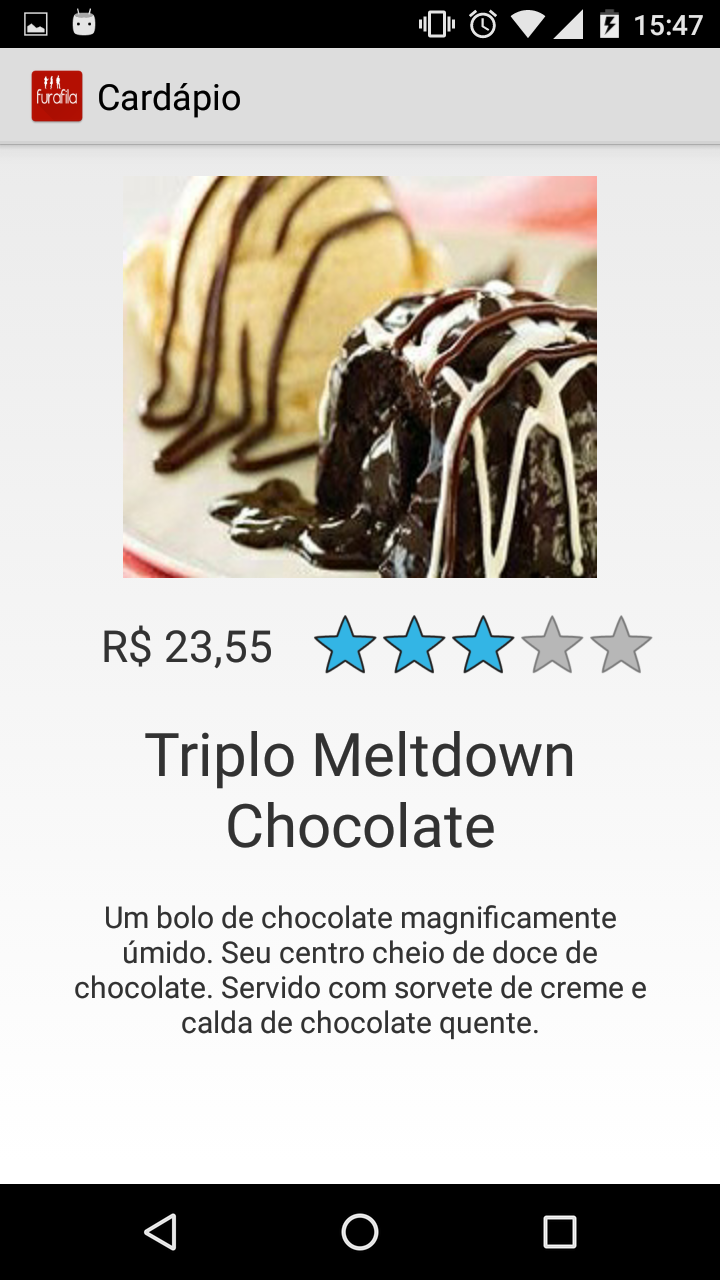 15:47
furafila
Cardápio
R$ 23,55
Triplo Meltdown
Chocolate
Um bolo de chocolate magnificamente
úmido. Seu centro cheio de doce de
chocolate. Servido com sorvete de creme e
calda de chocolate quente.